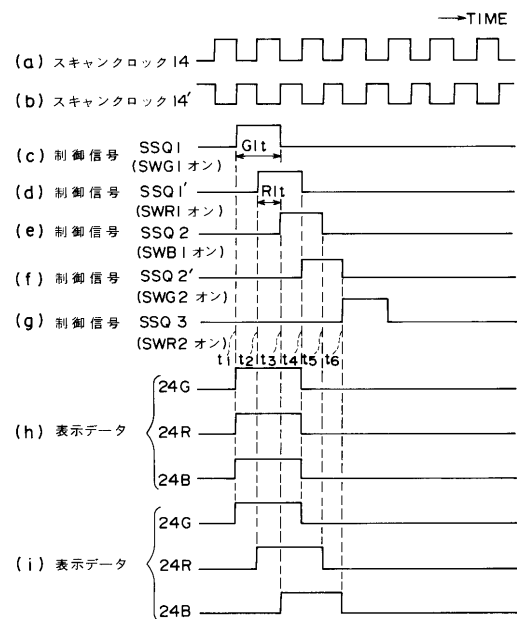 →TIME
(a) スキャンクロック 14
(b) スキャンクロック 14'
(c) 制御信号 SSQ1
(SWG1 オン)
G1t
(d) 制御信号 SSQ1'
(SWR1 オン)
R1t
(e) 制御信号 SSQ2
(SWB1 オン)
(f) 制御信号 SSQ2'
(SWG2 オン)
(g) 制御信号 SSQ3
(SWR2 オン)
t1 t2 t3 t4 t5 t6
(h) 表示データ
24G
24R
24B
(i) 表示データ
24G
24R
24B